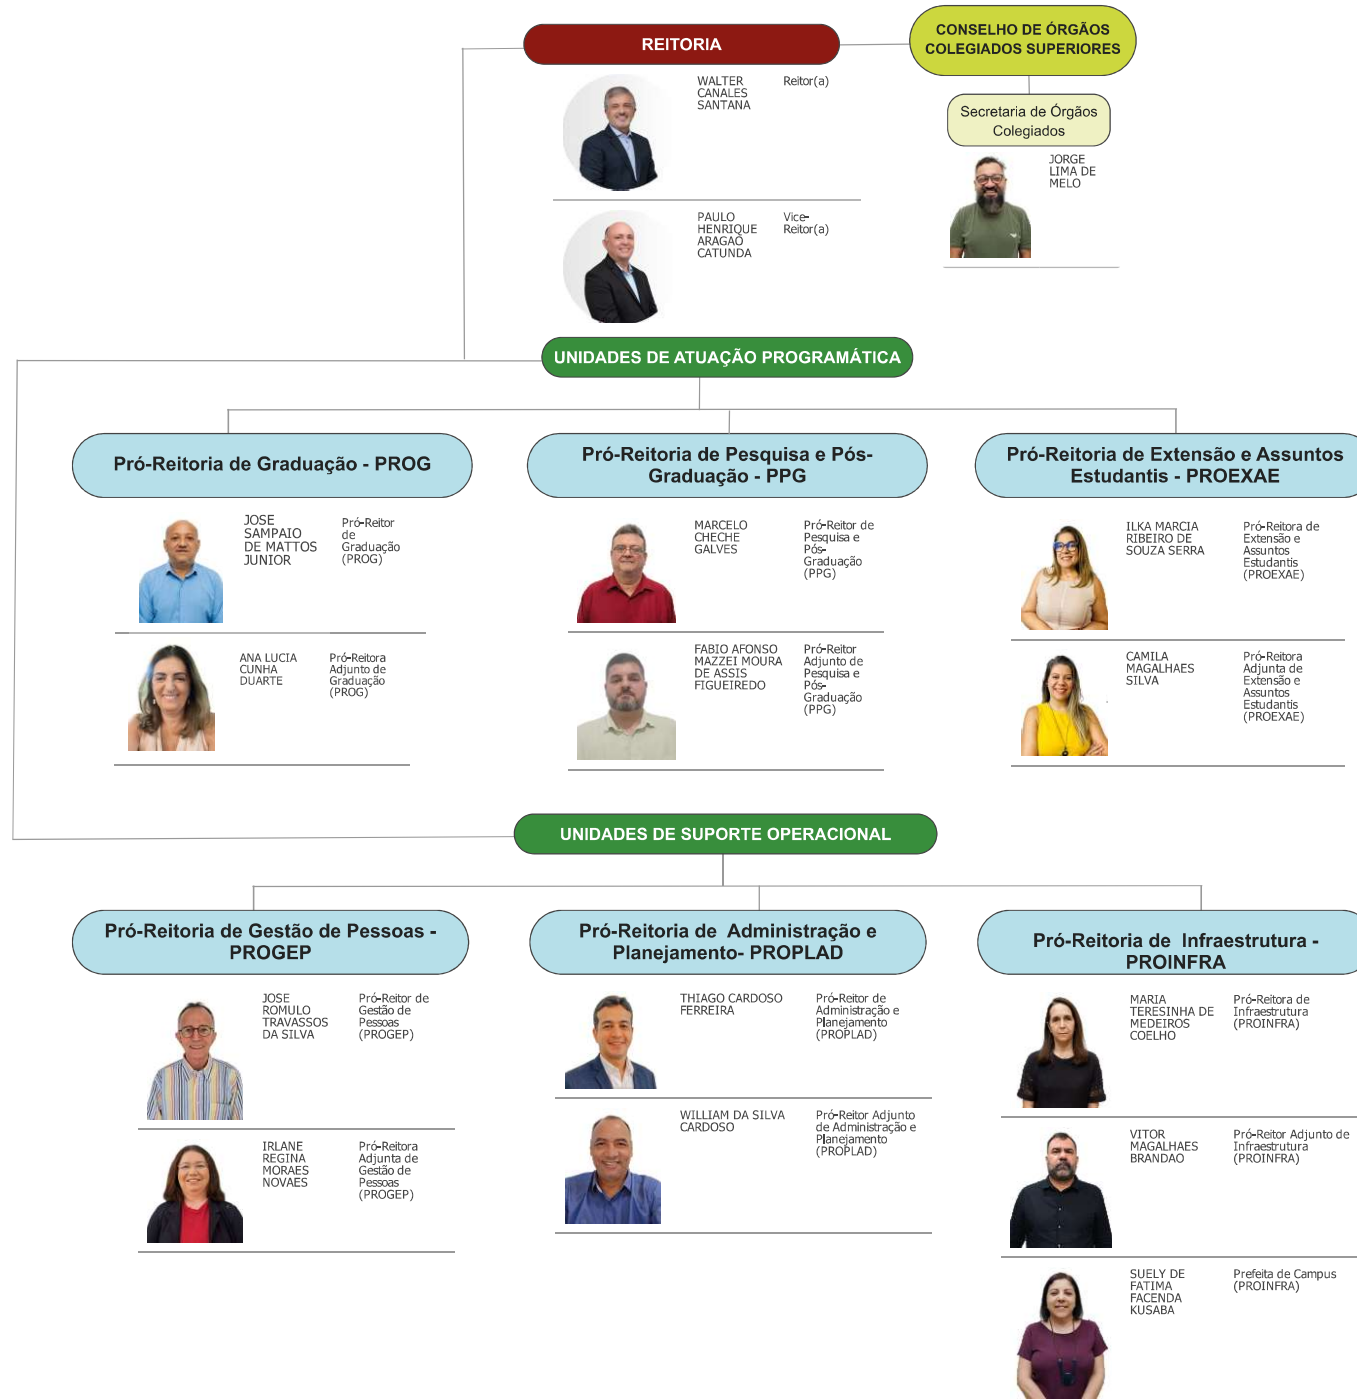 REITORIA
CONSELHO DE ÓRGÃOS
COLEGIADOS SUPERIORES
WALTER
CANALES
SANTANA
Reitor(a)
Secretaria de Órgãos
Colegiados
JORGE
LIMA DE
MELO
PAULO
HENRIQUE
ARAGAO
CATUNDA
Vice-
Reitor(a)
UNIDADES DE ATUAÇÃO PROGRAMÁTICA
Pró-Reitoria de Graduação - PROG
JOSE
SAMPAIO
DE MATTOS
JUNIOR
Pró-Reitor
de
Graduação
(PROG)
ANA LUCIA
CUNHA
DUARTE
Pró-Reitora
Adjunto de
Graduação
(PROG)
Pró-Reitoria de Pesquisa e Pós-
Graduação - PPG
MARCELO
CHECHE
GALVES
Pró-Reitor de
Pesquisa e
Pós-
Graduação
(PPG)
FABIO AFONSO
MAZZEI MOURA
DE ASSIS
FIGUEIREDO
Pró-Reitor
Adjunto de
Pesquisa e
Pós-
Graduação
(PPG)
Pró-Reitoria de Extensão e Assuntos
Estudantis - PROEXAE
ILKA MARCIA
RIBEIRO DE
SOUZA SERRA
Pró-Reitora de
Extensão e
Assuntos
Estudantis
(PROEXAE)
CAMILA
MAGALHAES
SILVA
Pró-Reitora
Adjunta de
Extensão e
Assuntos
Estudantis
(PROEXAE)
UNIDADES DE SUPORTE OPERACIONAL
Pró-Reitoria de Gestão de Pessoas -
PROGEP
JOSE
ROMULO
TRAVASSOS
DA SILVA
Pró-Reitor de
Gestão de
Pessoas
(PROGEP)
IRLANE
REGINA
MORAES
NOVAES
Pró-Reitora
Adjunta de
Gestão de
Pessoas
(PROGEP)
Pró-Reitoria de Administração e
Planejamento- PROPLAD
THIAGO CARDOSO
FERREIRA
Pró-Reitor de
Administração e
Planejamento
(PROPLAD)
WILLIAM DA SILVA
CARDOSO
Pró-Reitor Adjunto
de Administração e
Planejamento
(PROPLAD)
Pró-Reitoria de Infraestrutura -
PROINFRA
MARIA
TERESINHA DE
MEDEIROS
COELHO
Pró-Reitora de
Infraestrutura
(PROINFRA)
VITOR
MAGALHAES
BRANDAO
Pró-Reitor Adjunto de
Infraestrutura
(PROINFRA)
SUELY DE
FATIMA
FACENDA
KUSABA
Prefeita de Campus
(PROINFRA)